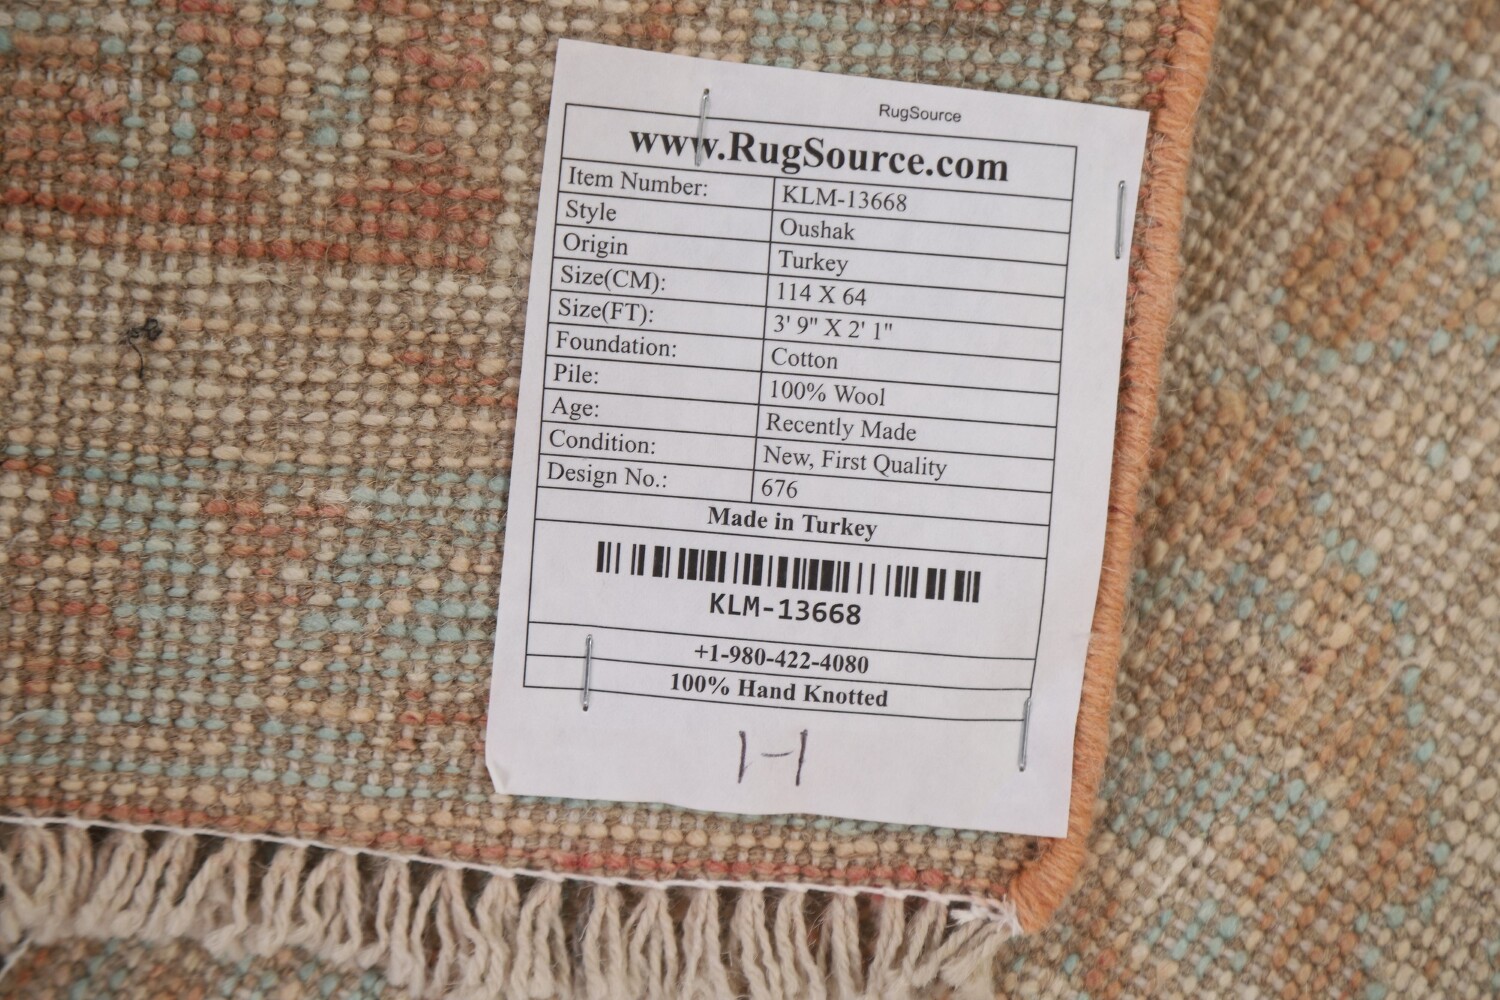 RugSource
www.RugSource.com
Item Number: KLM-13668
Style Oushak
Origin Turkey
Size(CM): 114 X 64
Size(FT): 3' 9" X 2' 1"
Foundation: Cotton
Pile: 100% Wool
Age: Recently Made
Condition: New, First Quality
Design No.: 676
Made in Turkey
KLM-13668
+1-980-422-4080
100% Hand Knotted
1-1